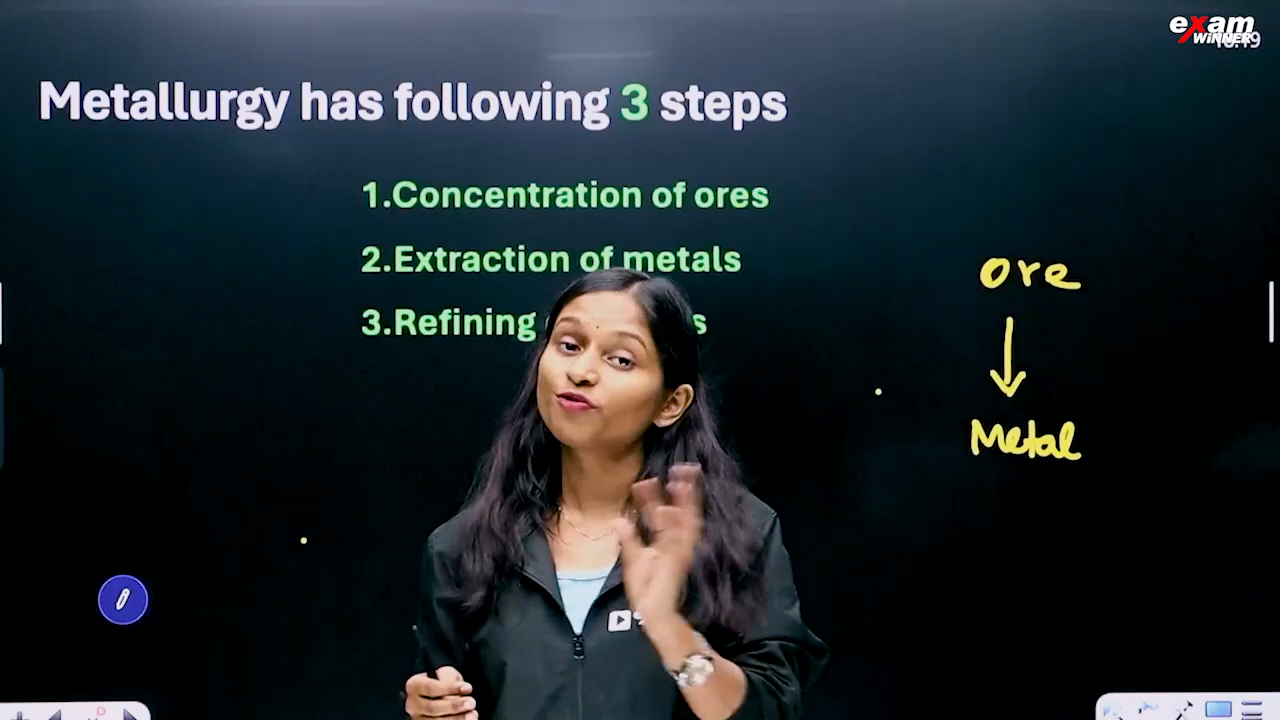 exam
WINNER
Metallurgy has following 3 steps
1.Concentration of ores
2.Extraction of metals
3.Refining
ore
Metal